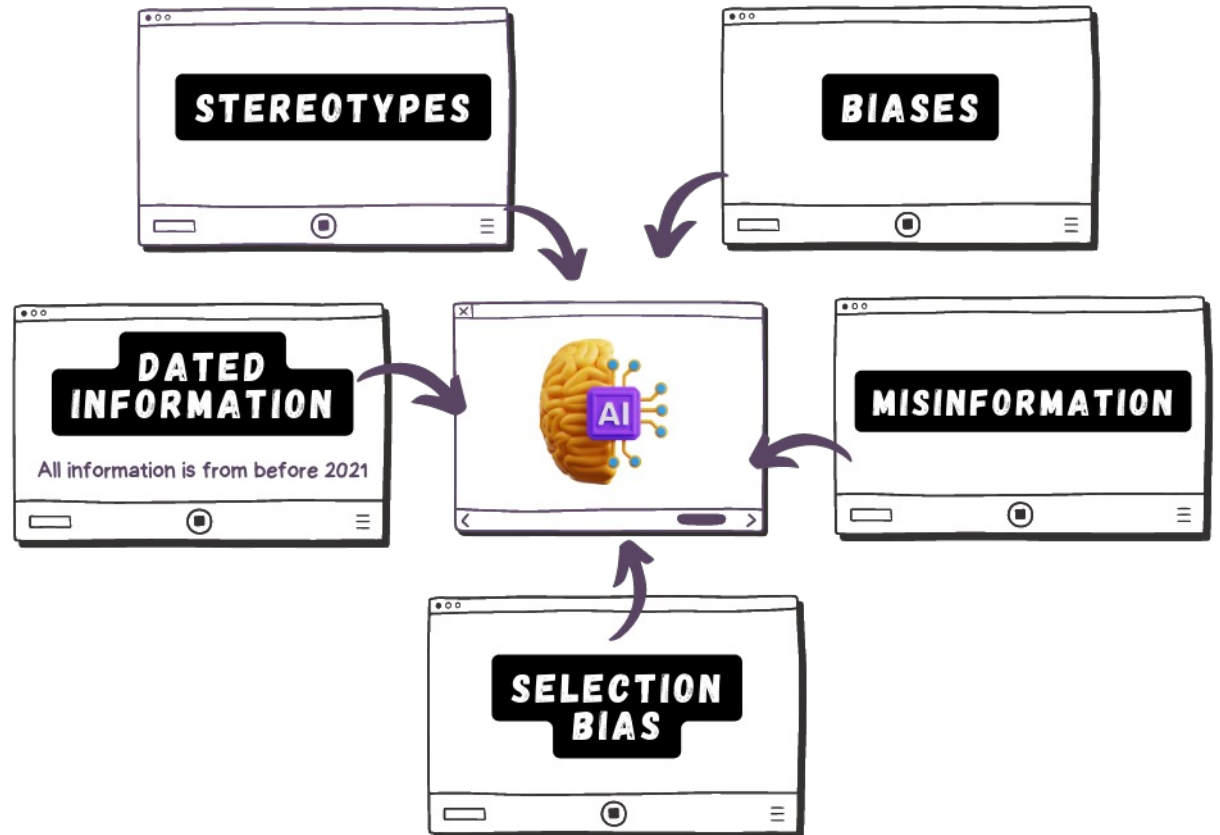 STEREOTYPES
BIASES
DATED
INFORMATION
All information is from before 2021
AI
MISINFORMATION
SELECTION
BIAS